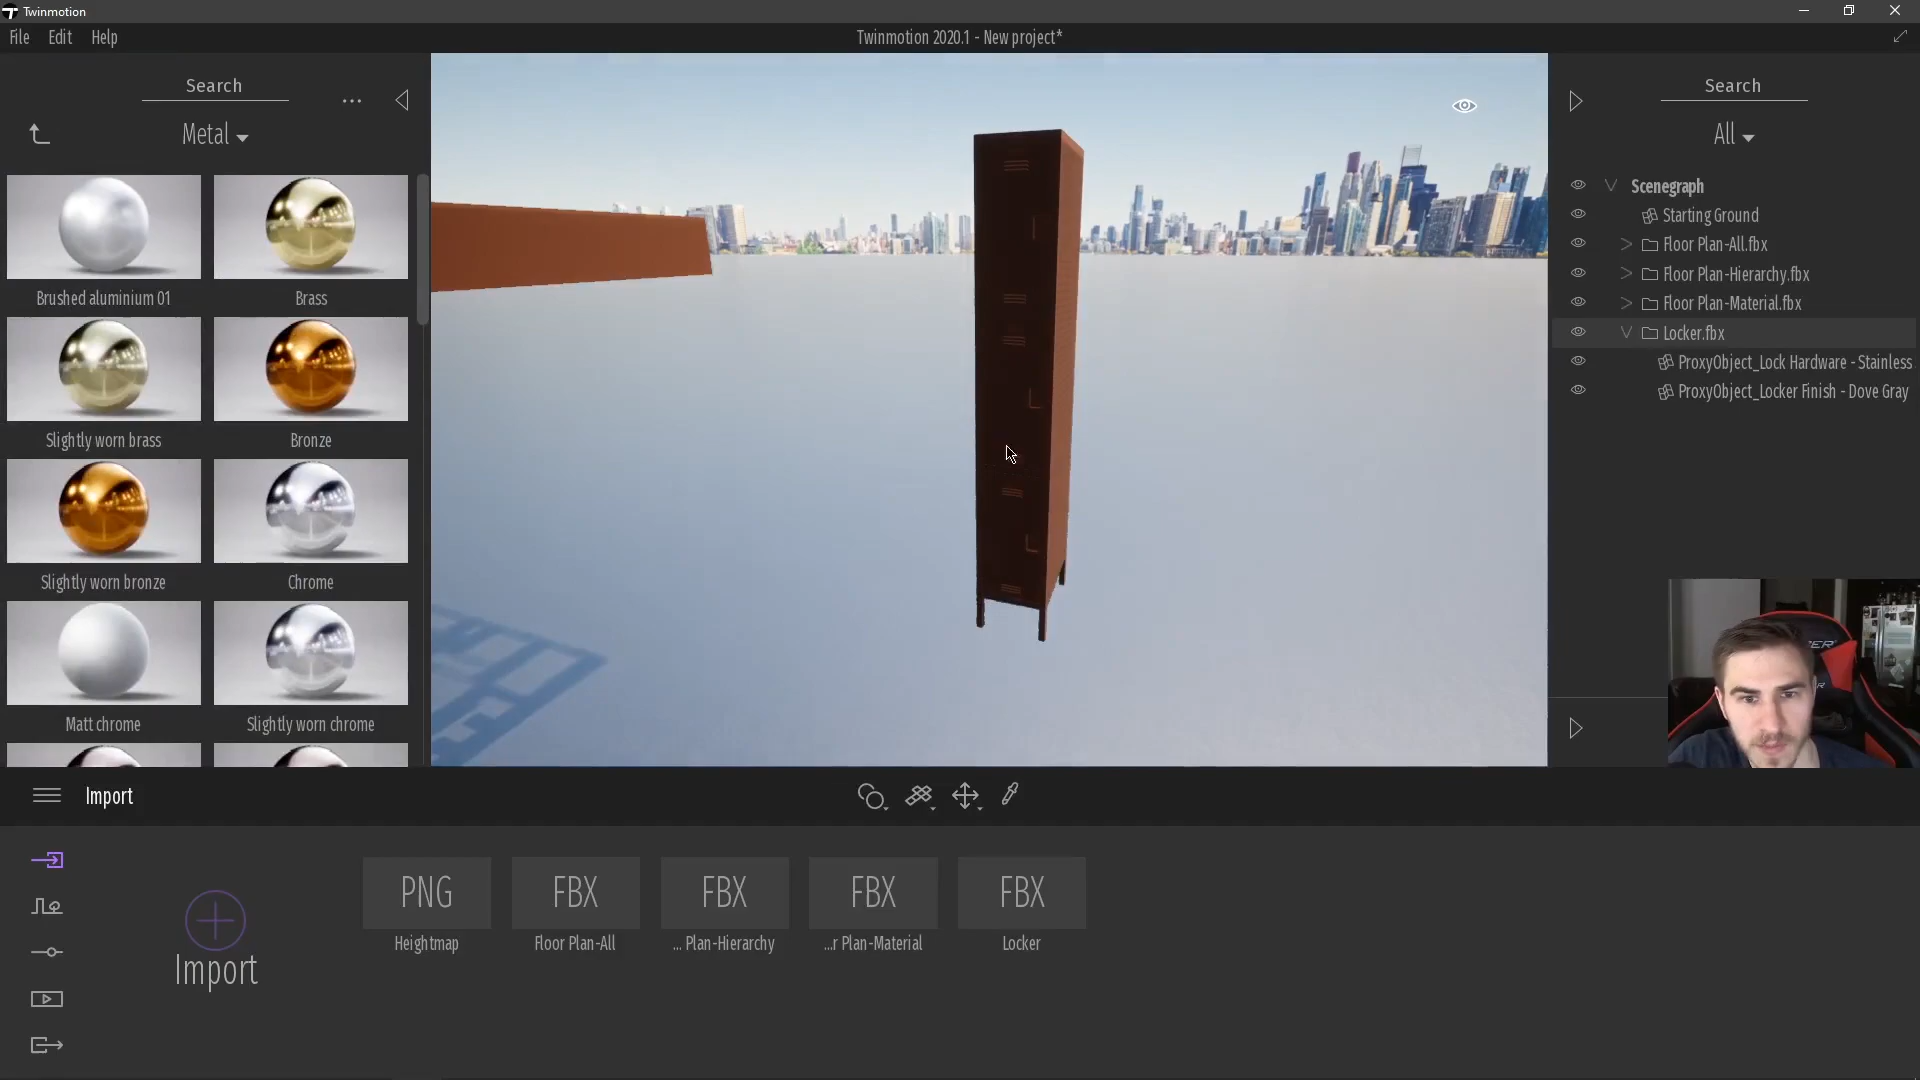 Twinmotion
File Edit Help
Twinmotion 2020.1 - New project*
Search
...
Metal
Brushed aluminium 01
Brass
Slightly worn brass
Bronze
Slightly worn bronze
Chrome
Matt chrome
Slightly worn chrome
Search
All
Scenegraph
Starting Ground
Floor Plan-All.fbx
Floor Plan-Hierarchy.fbx
Floor Plan-Material.fbx
Locker.fbx
ProxyObject_Lock Hardware - Stainless
ProxyObject_Locker Finish - Dove Gray
Import
Import
PNG
Heightmap
FBX
Floor Plan-All
FBX
... Plan-Hierarchy
FBX
...r Plan-Material
FBX
Locker